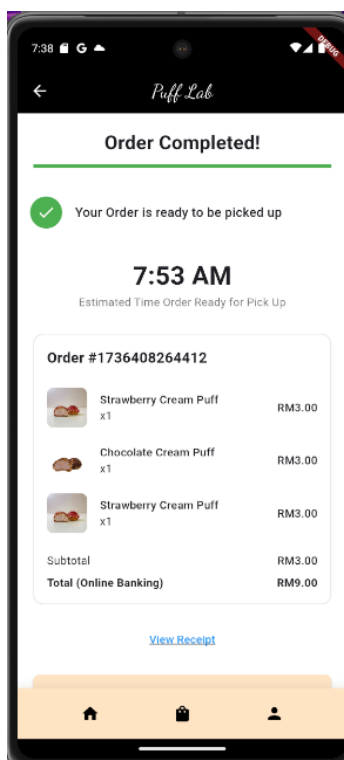 7:38 G
DEBUG
Puff Lab
Order Completed!
Your Order is ready to be picked up
7:53 AM
Estimated Time Order Ready for Pick Up
Order #1736408264412
Strawberry Cream Puff
x1
RM3.00
Chocolate Cream Puff
x1
RM3.00
Strawberry Cream Puff
x1
RM3.00
Subtotal RM3.00
Total (Online Banking) RM9.00
View Receipt